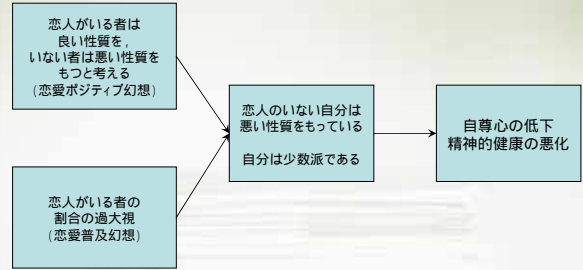 恋人がいる者は
良い性質を，
いない者は悪い性質を
もつと考える
（恋愛ポジティブ幻想）
恋人がいる者の
割合の過大視
（恋愛普及幻想）
恋人のいない自分は
悪い性質をもっている
自分は少数派である
自尊心の低下
精神的健康の悪化